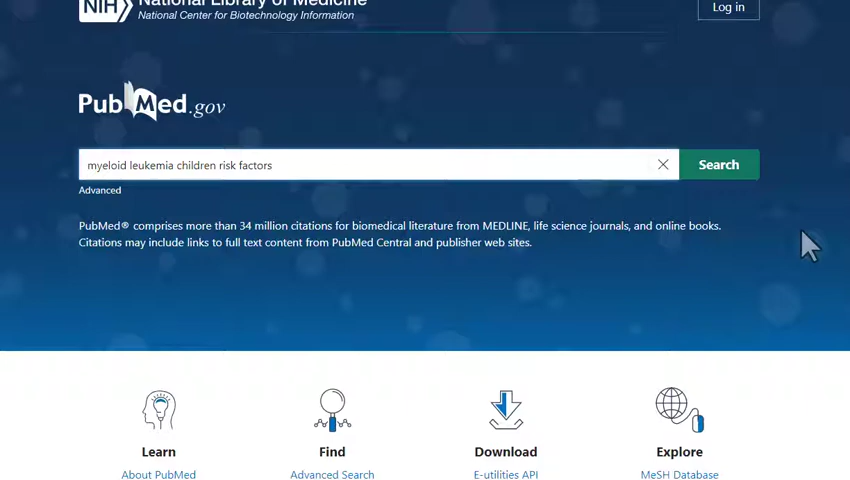 NIH National Library of Medicine
National Center for Biotechnology Information
Log in
PubMed.gov
myeloid leukemia children risk factors
Search
Advanced
PubMed® comprises more than 34 million citations for biomedical literature from MEDLINE, life science journals, and online books.
Citations may include links to full text content from PubMed Central and publisher web sites.
Learn
Find
Download
Explore
About PubMed
Advanced Search
E-utilities API
MeSH Database